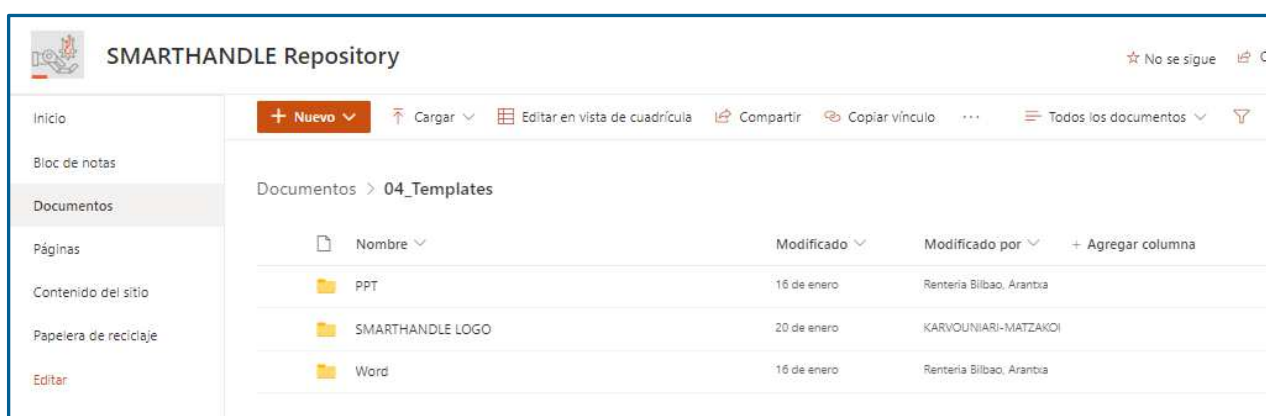 SMARTHANDLE Repository
No se sigue
Inicio
Nuevo Cargar Editar en vista de cuadrícula Compartir Copiar vínculo ... Todos los documentos
Bloc de notas
Documentos > 04_Templates
Documentos
Páginas
Nombre Modificado Modificado por + Agregar columna
Contenido del sitio
PPT 16 de enero Renteria Bilbao, Arantxa
Papelera de reciclaje
SMARTHANDLE LOGO 20 de enero KARVOUNIARI-MATZAKOI
Editar
Word 16 de enero Renteria Bilbao, Arantxa